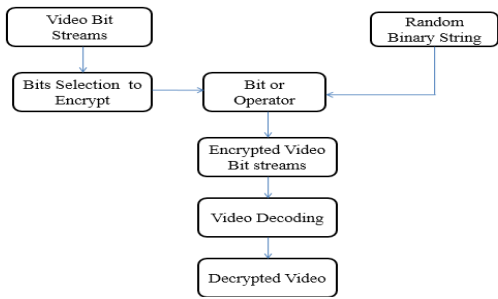 Video Bit
Streams
Random
Binary String
Bits Selection to
Encrypt
Bit or
Operator
Encrypted Video
Bit streams
Video Decoding
Decrypted Video